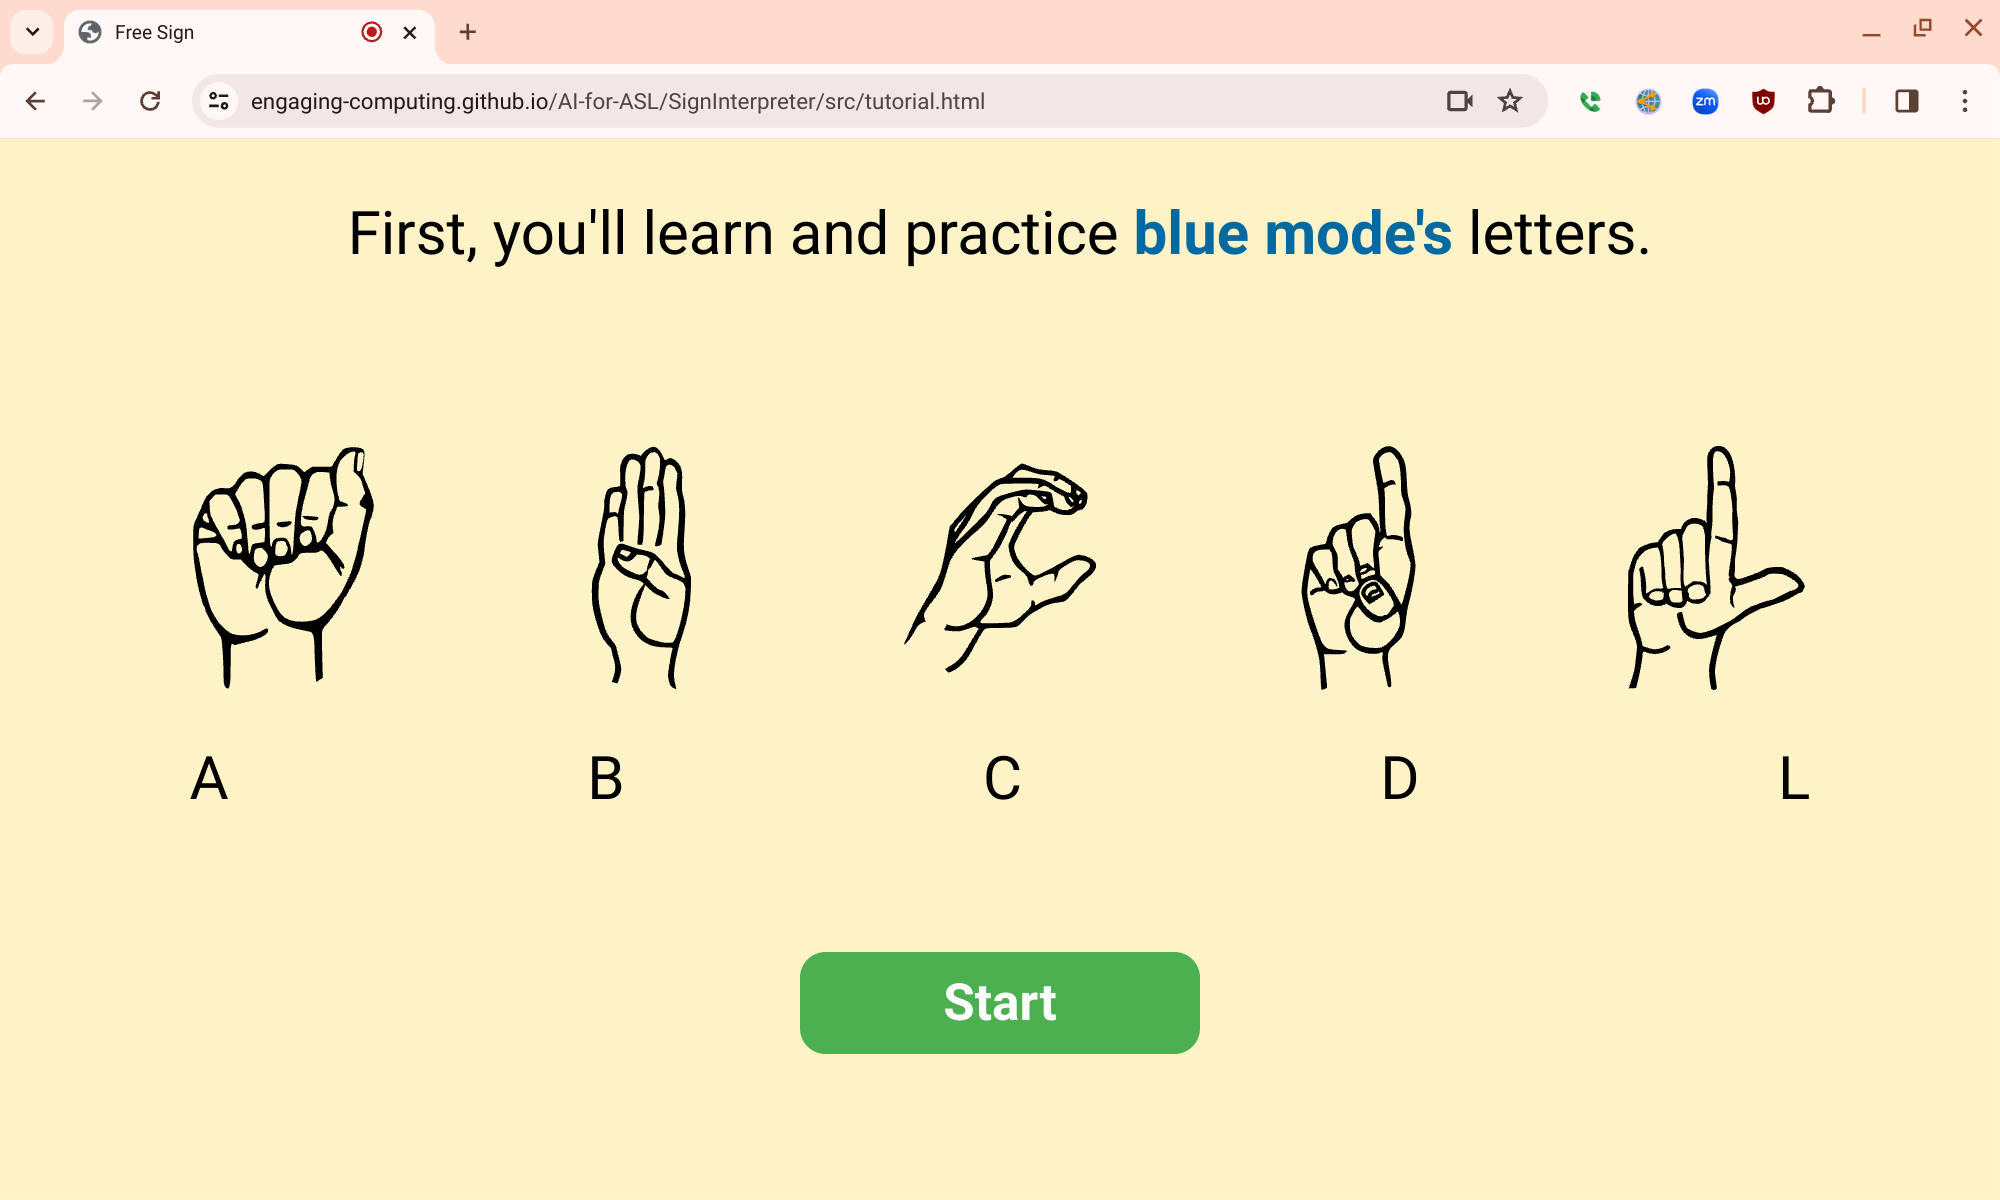 Free Sign
engaging-computing.github.io/AI-for-ASL/SignInterpreter/src/tutorial.html
zm
First, you'll learn and practice blue mode's letters.
A B C D L
Start